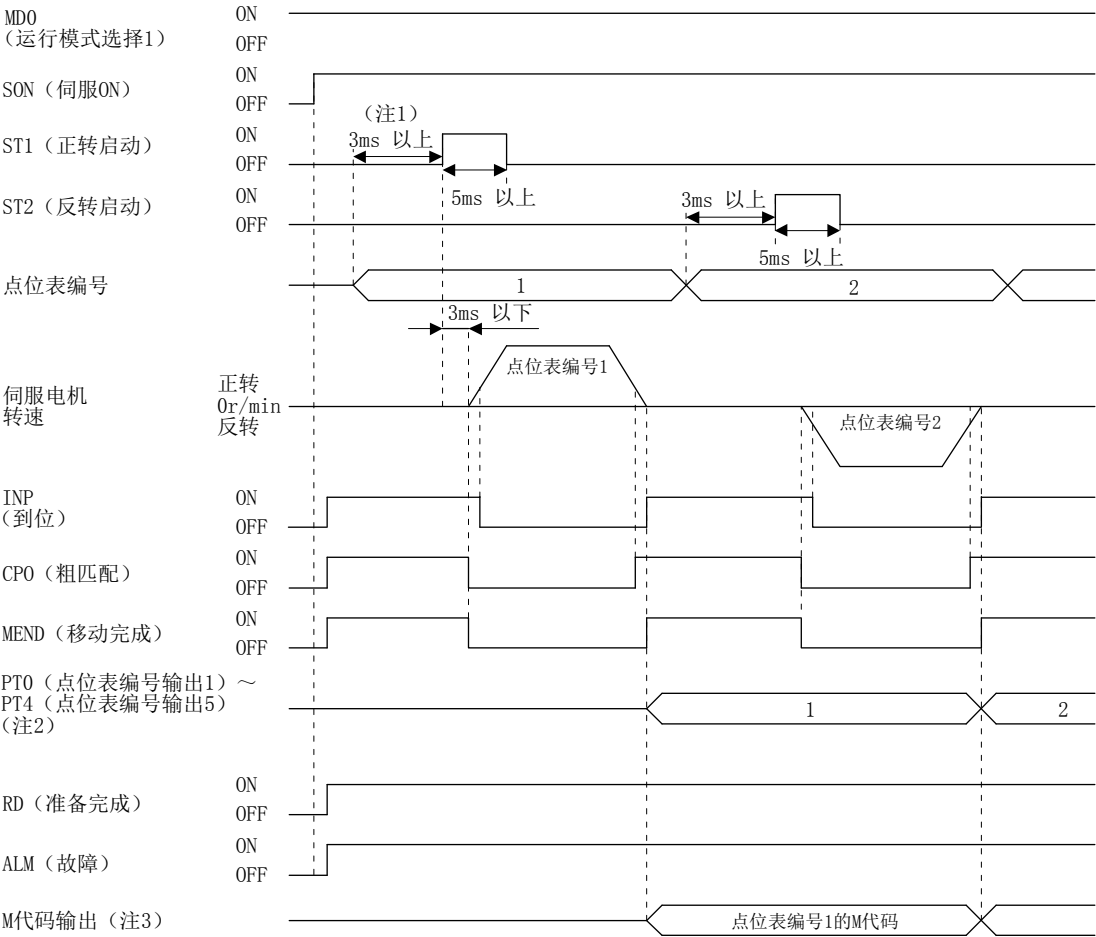 MD0
（运行模式选择1）
ON
OFF
SON（伺服ON）
ON
OFF
（注1）
ST1（正转启动）
ON
OFF
3ms 以上
5ms 以上
ST2（反转启动）
ON
OFF
3ms 以上
5ms 以上
点位表编号
1
2
3ms 以下
伺服电机
转速
正转
0r/min
反转
点位表编号1
点位表编号2
INP
（到位）
ON
OFF
CPO（粗匹配）
ON
OFF
MEND（移动完成）
ON
OFF
PT0（点位表编号输出1）～
PT4（点位表编号输出5）
（注2）
1
2
RD（准备完成）
ON
OFF
ALM（故障）
ON
OFF
M代码输出（注3）
点位表编号1的M代码